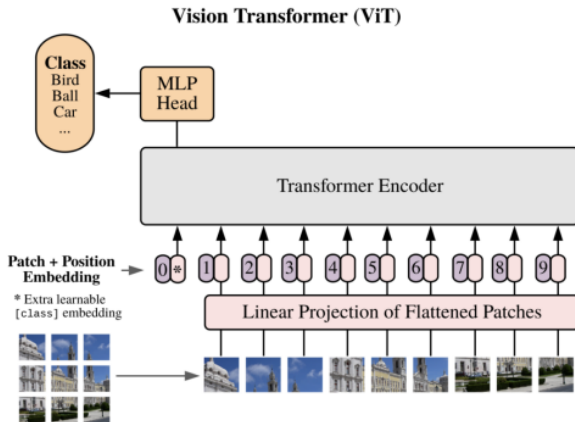 Vision Transformer (ViT)
Class
Bird
Ball
Car
...
MLP
Head
Transformer Encoder
Patch + Position
Embedding
0 * 1 2 3 4 5 6 7 8 9
* Extra learnable
[class] embedding
Linear Projection of Flattened Patches